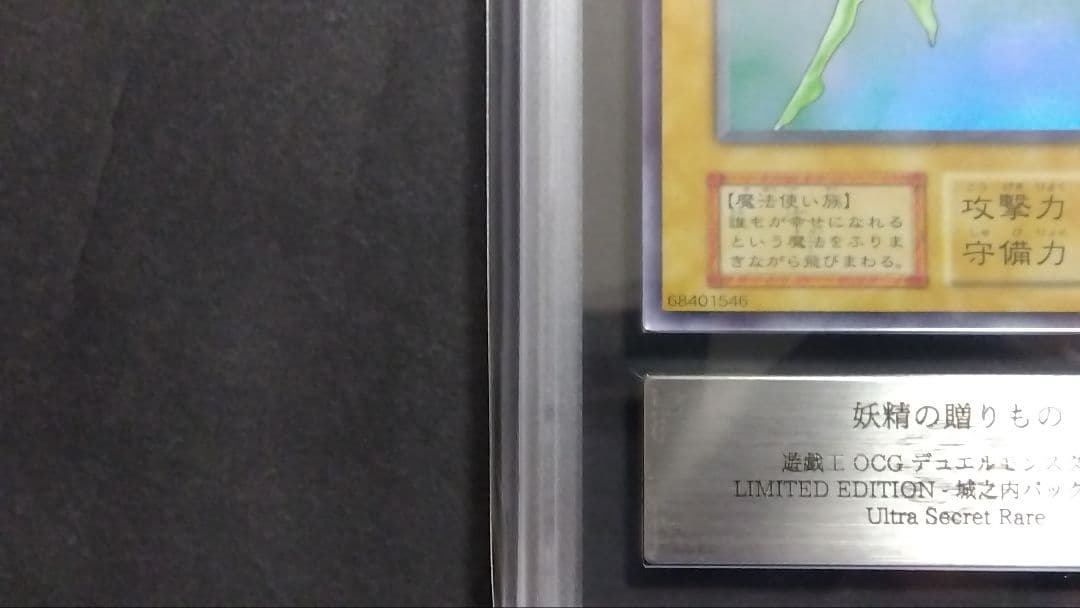 【魔法使い族】
誰もが幸せになれる
という魔法をふりま
きながら飛びまわる。
攻撃力
守備力
68401546
妖精の贈りもの
遊戯王 OCG デュエルモンスタ
LIMITED EDITION - 城之内パック
Ultra Secret Rare